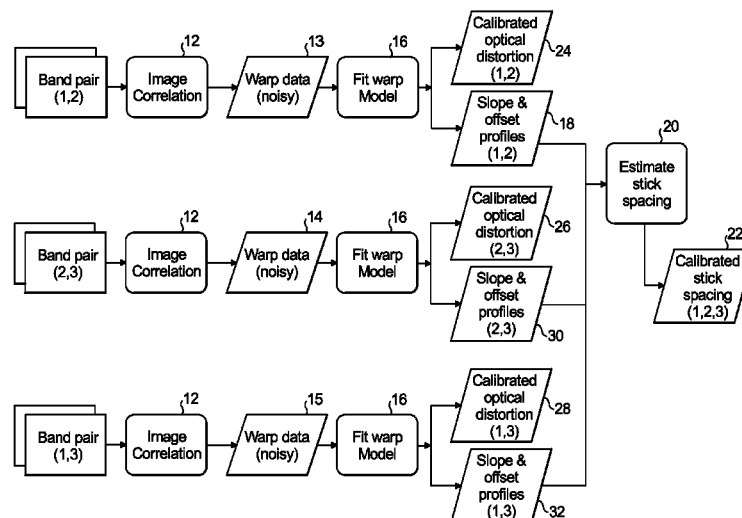 12
13
16
Band pair
(1,2)
Image
Correlation
Warp data
(noisy)
Fit warp
Model
Calibrated
optical
distortion
(1,2)
24
Slope &
offset
profiles
(1,2)
18
20
Estimate
stick
spacing
12
14
16
Band pair
(2,3)
Image
Correlation
Warp data
(noisy)
Fit warp
Model
Calibrated
optical
distortion
(2,3)
26
Slope &
offset
profiles
(2,3)
30
22
Calibrated
stick
spacing
(1,2,3)
12
15
16
Band pair
(1,3)
Image
Correlation
Warp data
(noisy)
Fit warp
Model
Calibrated
optical
distortion
(1,3)
28
Slope &
offset
profiles
(1,3)
32